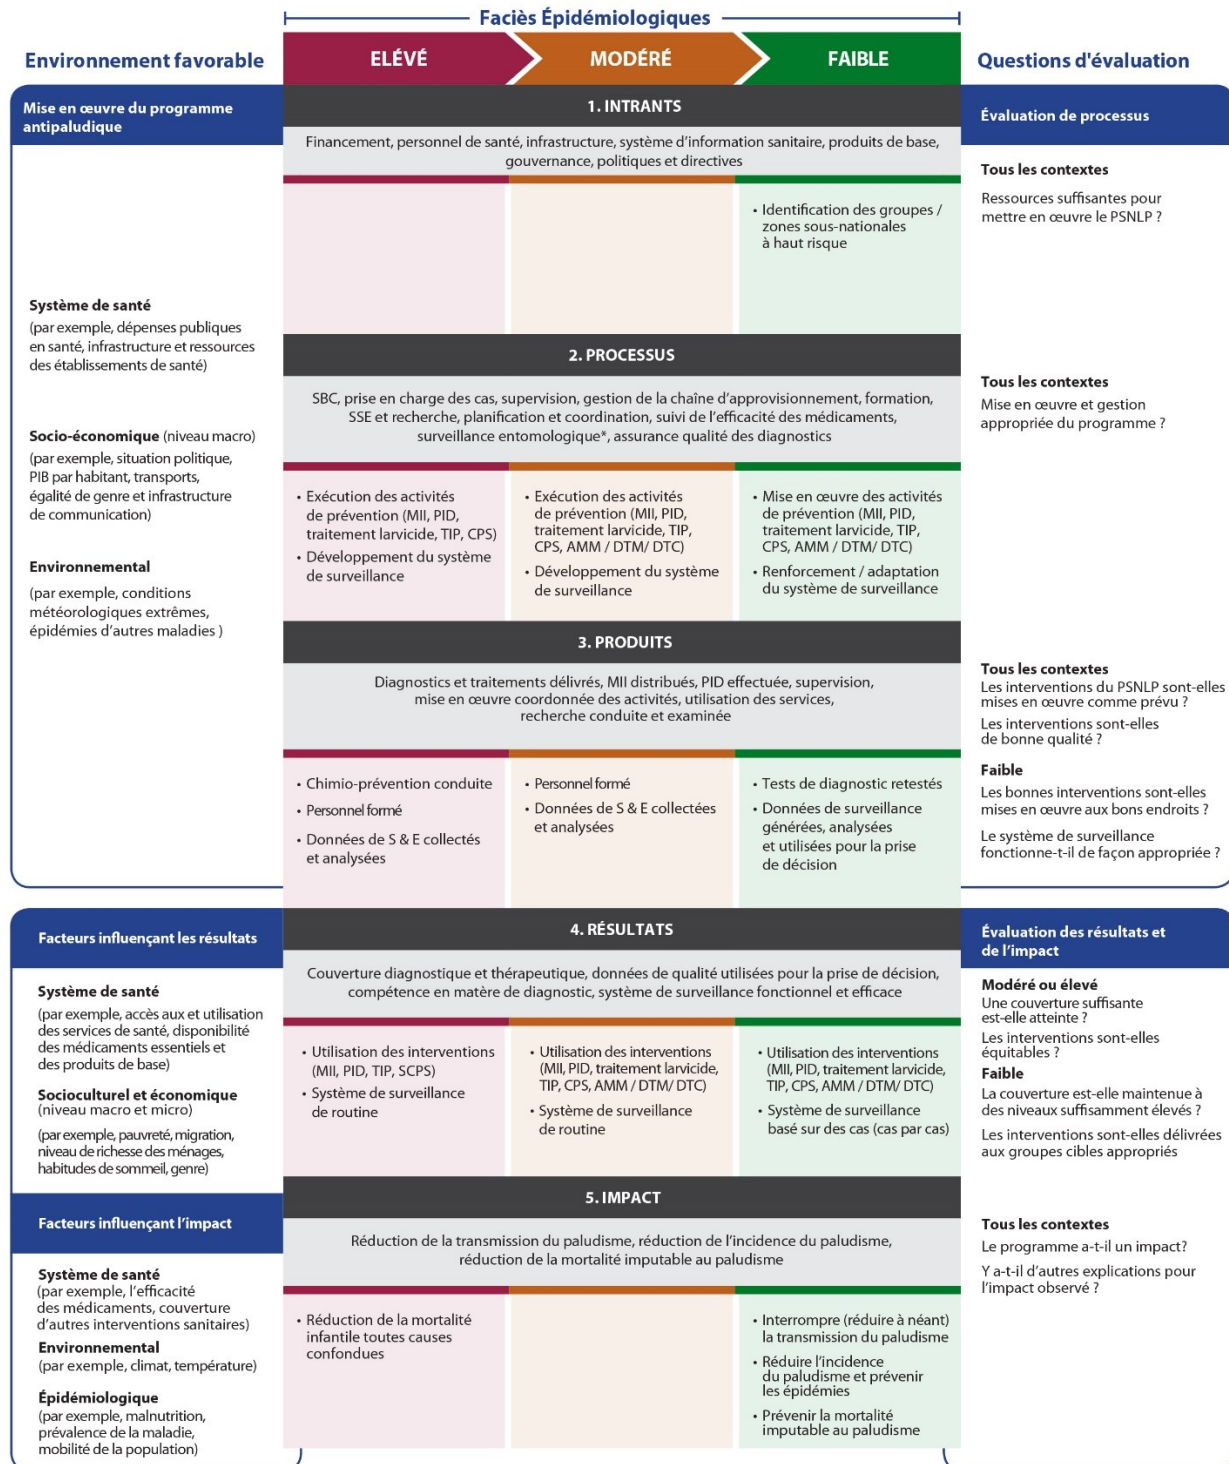 Faciès Épidémiologiques
Environnement favorable
ELÉVÉ
MODÉRÉ
FAIBLE
Questions d'évaluation
Mise en œuvre du programme
antipaludique
Système de santé
(par exemple, dépenses publiques
en santé, infrastructure et ressources
des établissements de santé)
Socio-économique (niveau macro)
(par exemple, situation politique,
PIB par habitant, transports,
égalité de genre et infrastructure
de communication)
Environnemental
(par exemple, conditions
météorologiques extrêmes,
épidémies d'autres maladies )
1. INTRANTS
Financement, personnel de santé, infrastructure, système d'information sanitaire, produits de base,
gouvernance, politiques et directives
• Identification des groupes /
zones sous-nationales
à haut risque
2. PROCESSUS
SBC, prise en charge des cas, supervision, gestion de la chaîne d'approvisionnement, formation,
SSE et recherche, planification et coordination, suivi de l'efficacité des médicaments,
surveillance entomologique*, assurance qualité des diagnostics
• Exécution des activités
de prévention (MII, PID,
traitement larvicide, TIP, CPS)
• Développement du système
de surveillance
• Exécution des activités
de prévention (MII, PID,
traitement larvicide, TIP,
CPS, AMM / DTM/ DTC)
• Développement du système
de surveillance
• Mise en œuvre des activités
de prévention (MII, PID,
traitement larvicide, TIP,
CPS, AMM / DTM/ DTC)
• Renforcement / adaptation
du système de surveillance
3. PRODUITS
Diagnostics et traitements délivrés, MII distribués, PID effectuée, supervision,
mise en œuvre coordonnée des activités, utilisation des services,
recherche conduite et examinée
• Chimio-prévention conduite
• Personnel formé
• Données de S & E collectés
et analysées
• Personnel formé
• Données de S & E collectées
et analysées
• Tests de diagnostic retestés
• Données de surveillance
générées, analysées
et utilisées pour la prise
de décision
Évaluation de processus
Tous les contextes
Ressources suffisantes pour
mettre en œuvre le PSNLP ?
Tous les contextes
Mise en œuvre et gestion
appropriée du programme ?
Tous les contextes
Les interventions du PSNLP sont-elles
mises en œuvre comme prévu ?
Les interventions sont-elles
de bonne qualité ?
Faible
Les bonnes interventions sont-elles
mises en œuvre aux bons endroits ?
Le système de surveillance
fonctionne-t-il de façon appropriée ?
Facteurs influençant les résultats
Système de santé
(par exemple, accès aux et utilisation
des services de santé, disponibilité
des médicaments essentiels et
des produits de base)
Socioculturel et économique
(niveau macro et micro)
(par exemple, pauvreté, migration,
niveau de richesse des ménages,
habitudes de sommeil, genre)
4. RÉSULTATS
Couverture diagnostique et thérapeutique, données de qualité utilisées pour la prise de décision,
compétence en matère de diagnostic, système de surveillance fonctionnel et efficace
• Utilisation des interventions
(MII, PID, TIP, SCPS)
• Système de surveillance
de routine
• Utilisation des interventions
(MII, PID, traitement larvicide,
TIP, CPS, AMM / DTM/ DTC)
• Système de surveillance
de routine
• Utilisation des interventions
(MII, PID, traitement larvicide,
TIP, CPS, AMM / DTM/ DTC)
• Système de surveillance
basé sur des cas (cas par cas)
Évaluation des résultats et
de l'impact
Modéré ou élevé
Une couverture suffisante
est-elle atteinte ?
Les interventions sont-elles
équitables ?
Faible
La couverture est-elle maintenue à
des niveaux suffisamment élevés ?
Les interventions sont-elles délivrées
aux groupes cibles appropriés
Facteurs influençant l'impact
Système de santé
(par exemple, l'efficacité
des médicaments, couverture
d'autres interventions sanitaires)
Environnemental
(par exemple, climat, température)
Épidémiologique
(par exemple, malnutrition,
prévalence de la maladie,
mobilité de la population)
5. IMPACT
Réduction de la transmission du paludisme, réduction de l'incidence du paludisme,
réduction de la mortalité imputable au paludisme
• Réduction de la mortalité
infantile toutes causes
confondues
• Interrompre (réduire à néant)
la transmission du paludisme
• Réduire l'incidence
du paludisme et prévenir
les épidémies
• Prévenir la mortalité
imputable au paludisme
Tous les contextes
Le programme a-t-il un impact?
Y a-t-il d'autres explications pour
l'impact observé ?